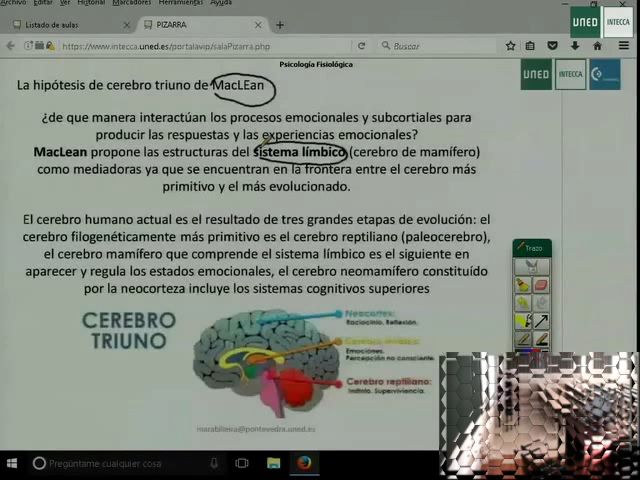 Archivo Editar Ver Historial Marcadores Herramientas Ayuda
Listado de aulas
PIZARRA
https://www.intecca.uned.es/portalavip/salaPizarra.php
Buscar
UNED
INTECCA
Psicología Fisiológica
UNED
INTECCA
La hipótesis de cerebro triuno de MacLEan
¿de que manera interactúan los procesos emocionales y subcortiales para
producir las respuestas y las experiencias emocionales?
MacLean propone las estructuras del sistema límbico (cerebro de mamífero)
como mediadoras ya que se encuentran en la frontera entre el cerebro más
primitivo y el más evolucionado.
El cerebro humano actual es el resultado de tres grandes etapas de evolución: el
cerebro filogenéticamente más primitivo es el cerebro reptiliano (paleocerebro),
el cerebro mamífero que comprende el sistema límbico es el siguiente en
aparecer y regula los estados emocionales, el cerebro neomamífero constituído
por la neocorteza incluye los sistemas cognitivos superiores
Trazo
CEREBRO
TRIUNO
Neocortex:
Raciocinio. Reflexión.
Emociónes.
Percepción no consciente.
Cerebro reptiliano:
Instinto. Supervivencia.
Pregúntame cualquier cosa